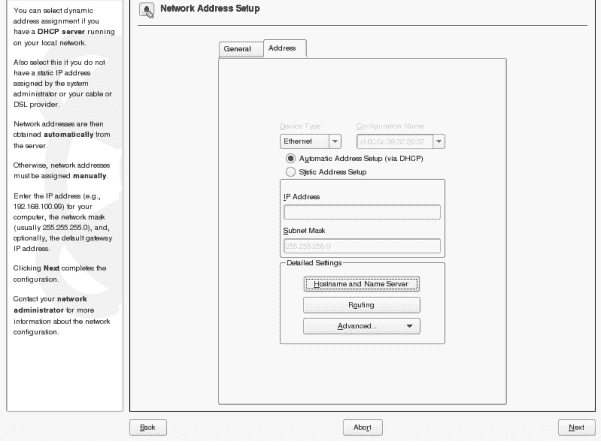 You can select dynamic
address assignment if you
have a DHCP server running
on your local network.
Also select this if you do not
have a static IP address
assigned by the system
administrator or your cable or
DSL provider.
Network addresses are then
obtained automatically from
the server.
Otherwise, network addresses
must be assigned manually.
Enter the IP address (e.g.,
192.168.100.99) for your
computer, the network mask
(usually 255.255.255.0), and,
optionally, the default gateway
IP address.
Clicking Next completes the
configuration.
Contact your network
administrator for more
information about the network
configuration.
Network Address Setup
General
Address
Device Type
Configuration Name
Ethernet
Automatic Address Setup (via DHCP)
Static Address Setup
IP Address
Subnet Mask
255.255.255.0
Detailed Settings
Hostname and Name Server
Routing
Advanced...
Back
Abort
Next